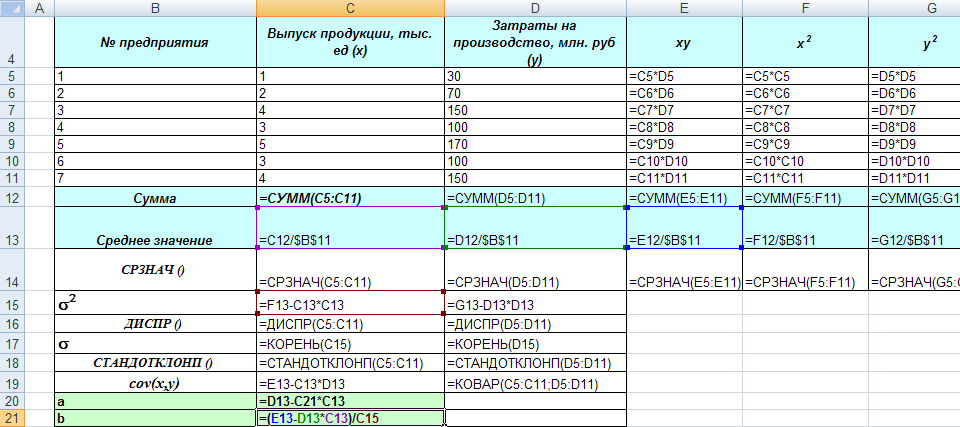 A B C D E F G
4 № предприятия Выпуск продукции, тыс. ед (x) Затраты на производство, млн. руб (y) xy x² y²
5 1 1 30 =C5*D5 =C5*C5 =D5*D5
6 2 2 70 =C6*D6 =C6*C6 =D6*D6
7 3 4 150 =C7*D7 =C7*C7 =D7*D7
8 4 3 100 =C8*D8 =C8*C8 =D8*D8
9 5 5 170 =C9*D9 =C9*C9 =D9*D9
10 6 3 100 =C10*D10 =C10*C10 =D10*D10
11 7 4 150 =C11*D11 =C11*C11 =D11*D11
12 Сумма =СУММ(C5:C11) =СУММ(D5:D11) =СУММ(E5:E11) =СУММ(F5:F11) =СУММ(G5:G1
13 Среднее значение =C12/$B$11 =D12/$B$11 =E12/$B$11 =F12/$B$11 =G12/$B$11
14 СРЗНАЧ () =СРЗНАЧ(C5:C11) =СРЗНАЧ(D5:D11) =СРЗНАЧ(E5:E11) =СРЗНАЧ(F5:F11) =СРЗНАЧ(G5:
15 σ² =F13-C13*C13 =G13-D13*D13
16 ДИСПР () =ДИСПР(C5:C11) =ДИСПР(D5:D11)
17 σ =КОРЕНЬ(C15) =КОРЕНЬ(D15)
18 СТАНДОТКЛОНП () =СТАНДОТКЛОНП(C5:C11) =СТАНДОТКЛОНП(D5:D11)
19 cov(x,y) =E13-C13*D13 =КОВАР(C5:C11;D5:D11)
20 a =D13-C21*C13
21 b =(E13-D13*C13)/C15